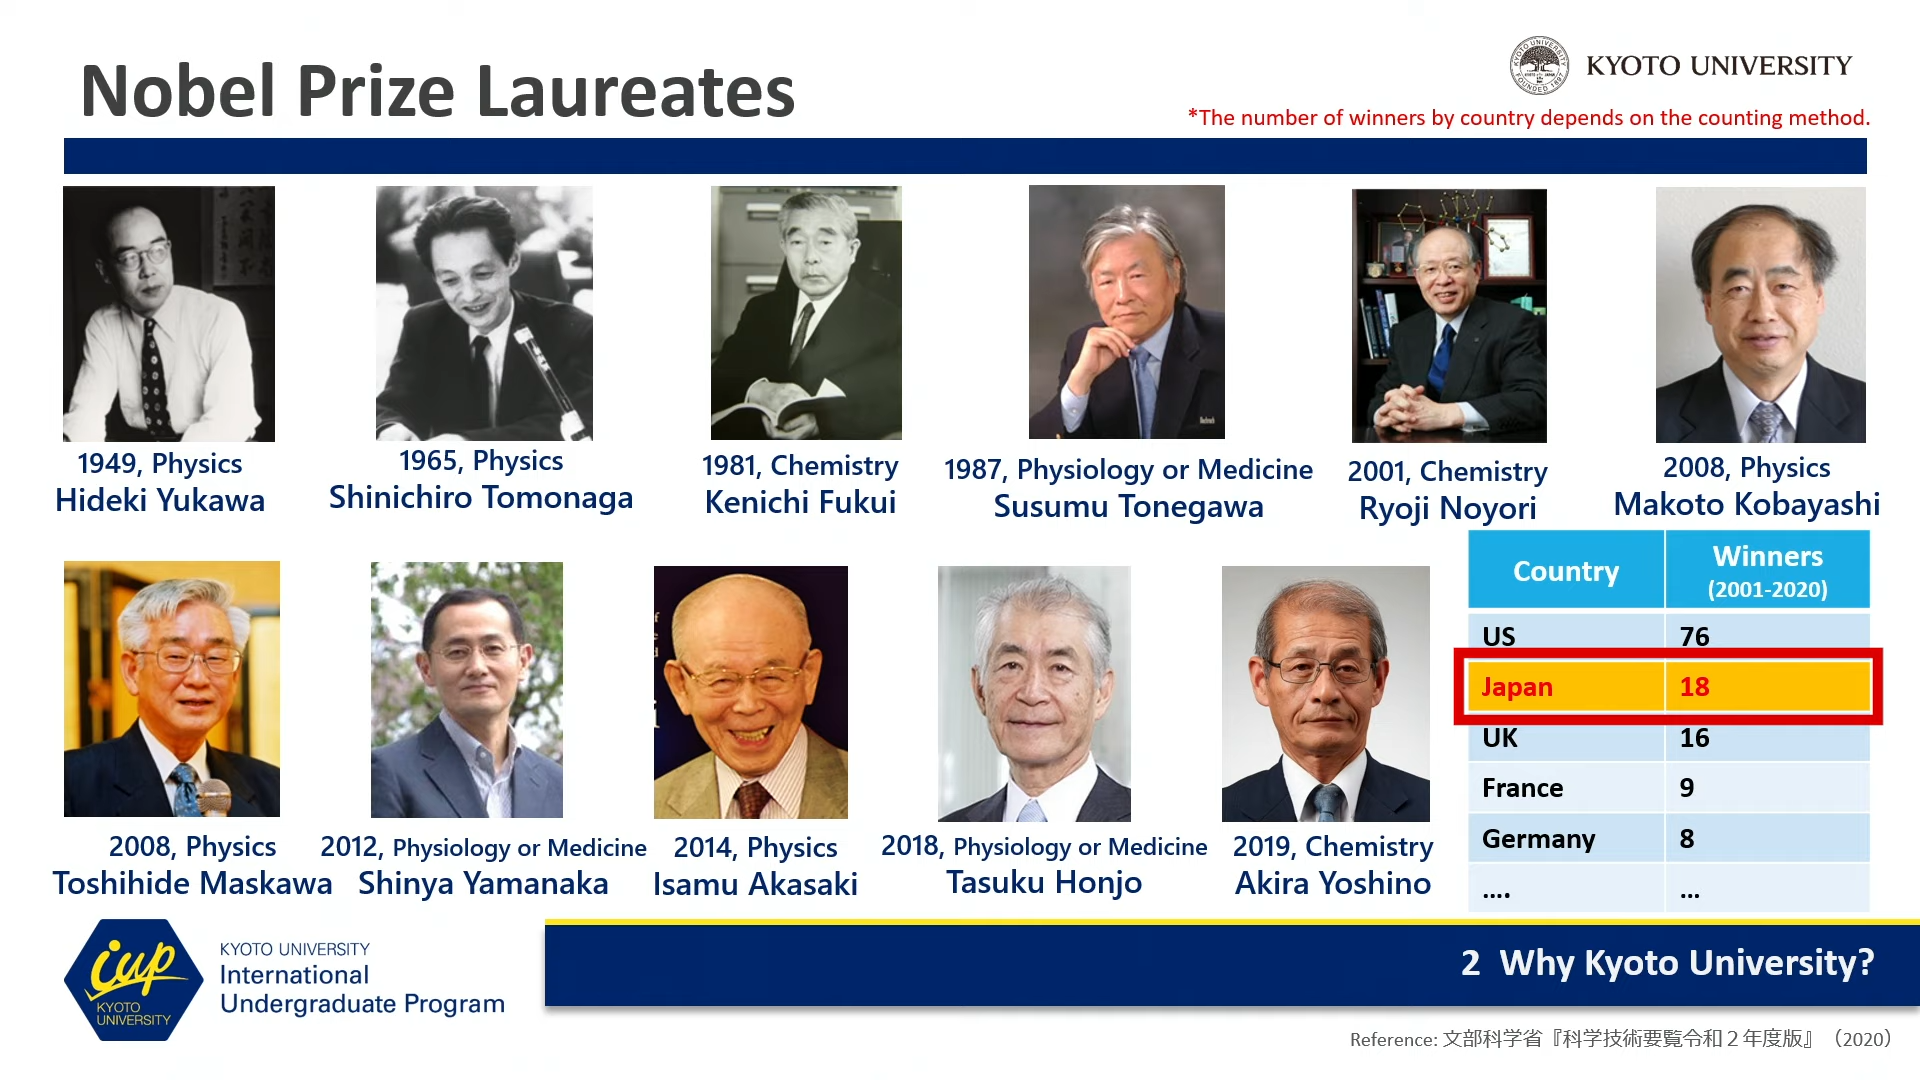 Nobel Prize Laureates
KYOTO UNIVERSITY
*The number of winners by country depends on the counting method.
1949, Physics
Hideki Yukawa
1965, Physics
Shinichiro Tomonaga
1981, Chemistry
Kenichi Fukui
1987, Physiology or Medicine
Susumu Tonegawa
2001, Chemistry
Ryoji Noyori
2008, Physics
Makoto Kobayashi
2008, Physics
Toshihide Maskawa
2012, Physiology or Medicine
Shinya Yamanaka
2014, Physics
Isamu Akasaki
2018, Physiology or Medicine
Tasuku Honjo
2019, Chemistry
Akira Yoshino
Country Winners
(2001-2020)
US 76
Japan 18
UK 16
France 9
Germany 8
.... ...
iup
KYOTO
UNIVERSITY
KYOTO UNIVERSITY
International
Undergraduate Program
2 Why Kyoto University?
Reference: 文部科学省『科学技術要覧令和２年度版』（2020）